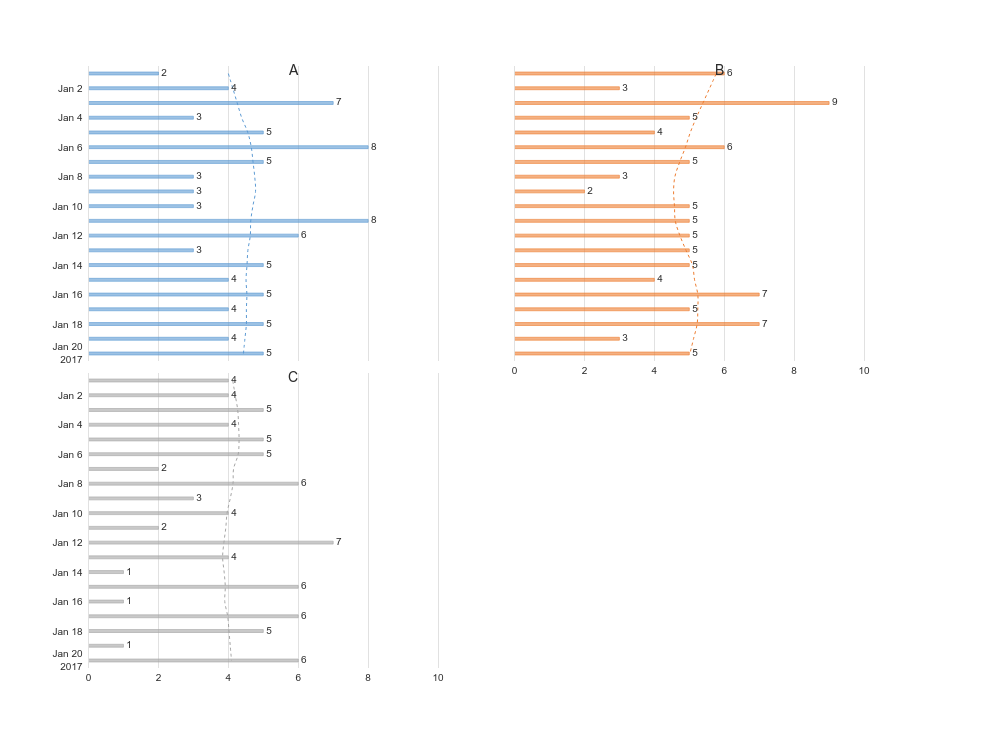 A
2
Jan 2 4
7
Jan 4 3
5
Jan 6 8
5
Jan 8 3
3
Jan 10 3
8
Jan 12 6
3
Jan 14 5
4
Jan 16 5
4
Jan 18 5
4
Jan 20
2017 5
B
6
3
9
5
4
6
5
3
2
5
5
5
5
5
4
7
5
7
3
5
0 2 4 6 8 10
C
4
Jan 2 4
5
Jan 4 4
5
Jan 6 5
2
Jan 8 6
3
Jan 10 4
2
Jan 12 7
4
Jan 14 1
6
Jan 16 1
6
Jan 18 5
1
Jan 20
2017 6
0 2 4 6 8 10